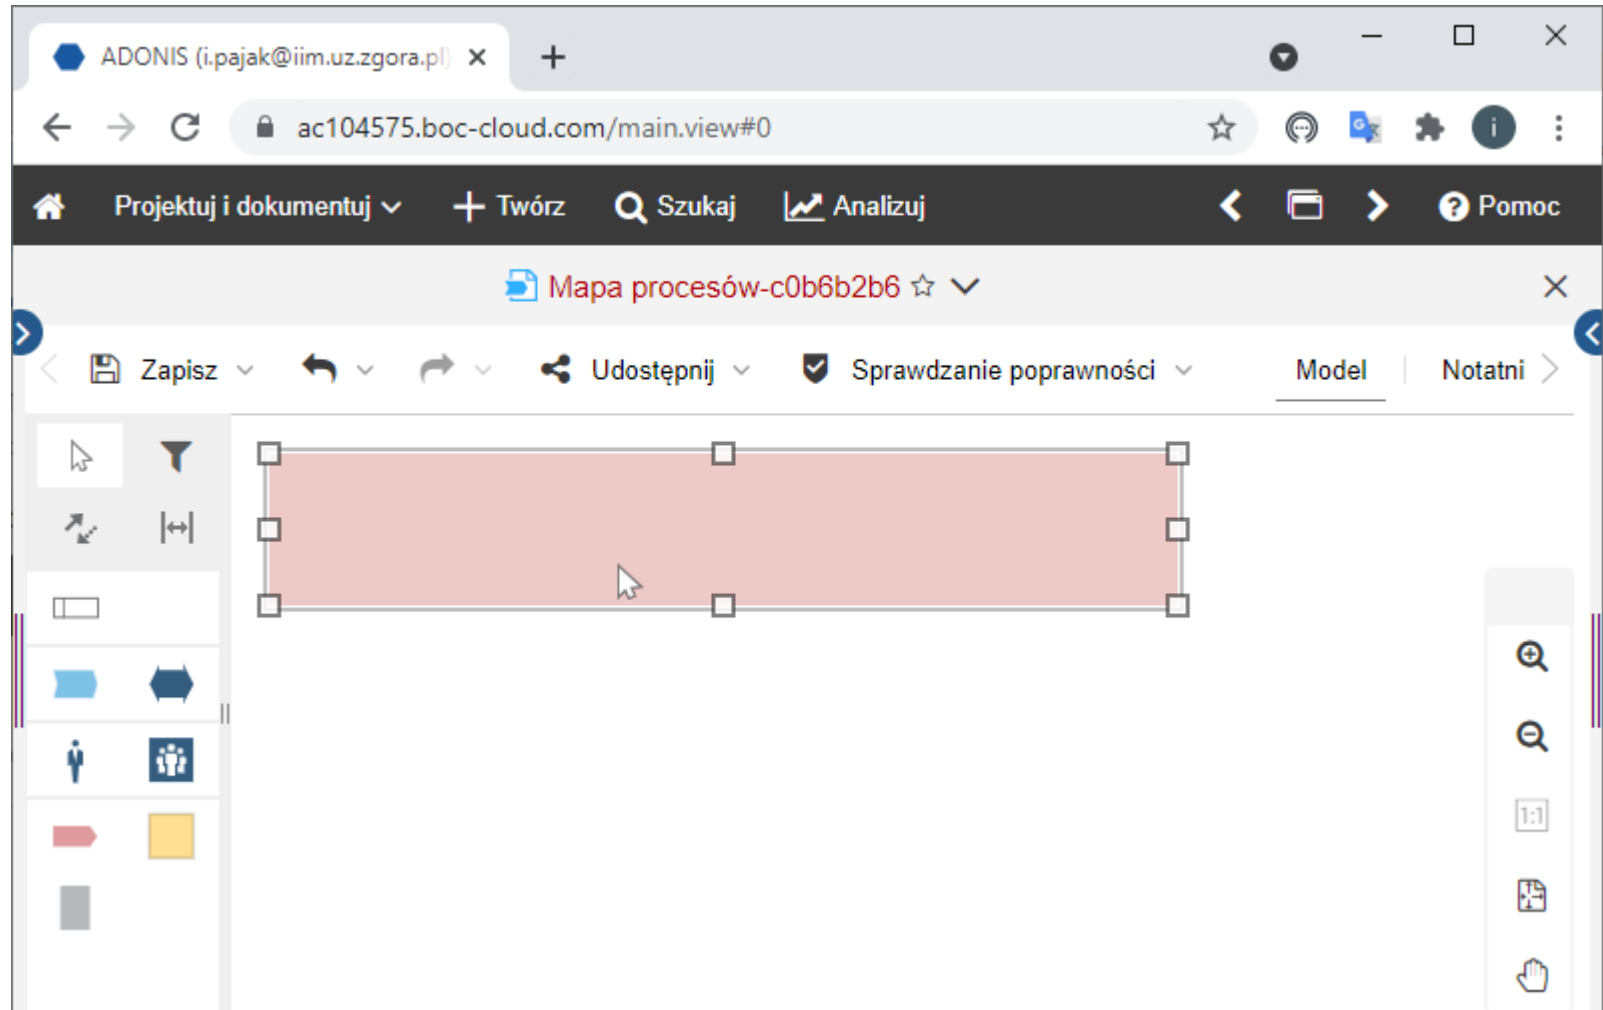 ADONIS (i.pajak@iim.uz.zgora.pl)
ac104575.boc-cloud.com/main.view#0
i
Projektuj i dokumentuj Twórz Szukaj Analizuj Pomoc
Mapa procesów-c0b6b2b6
Zapisz Udostępnij Sprawdzanie poprawności Model Notatni
1:1